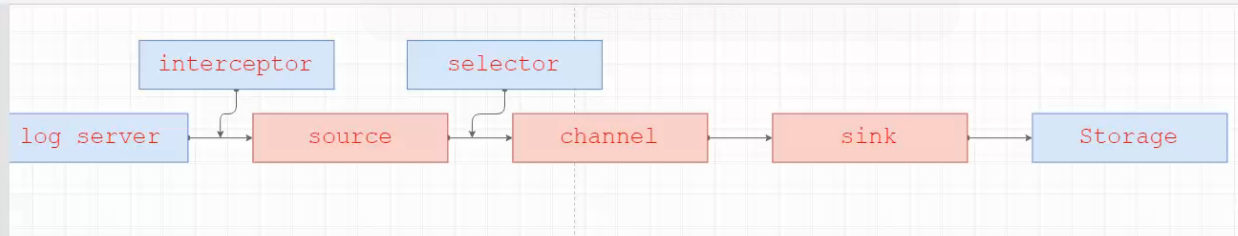 interceptor
selector
log server
source
channel
sink
Storage